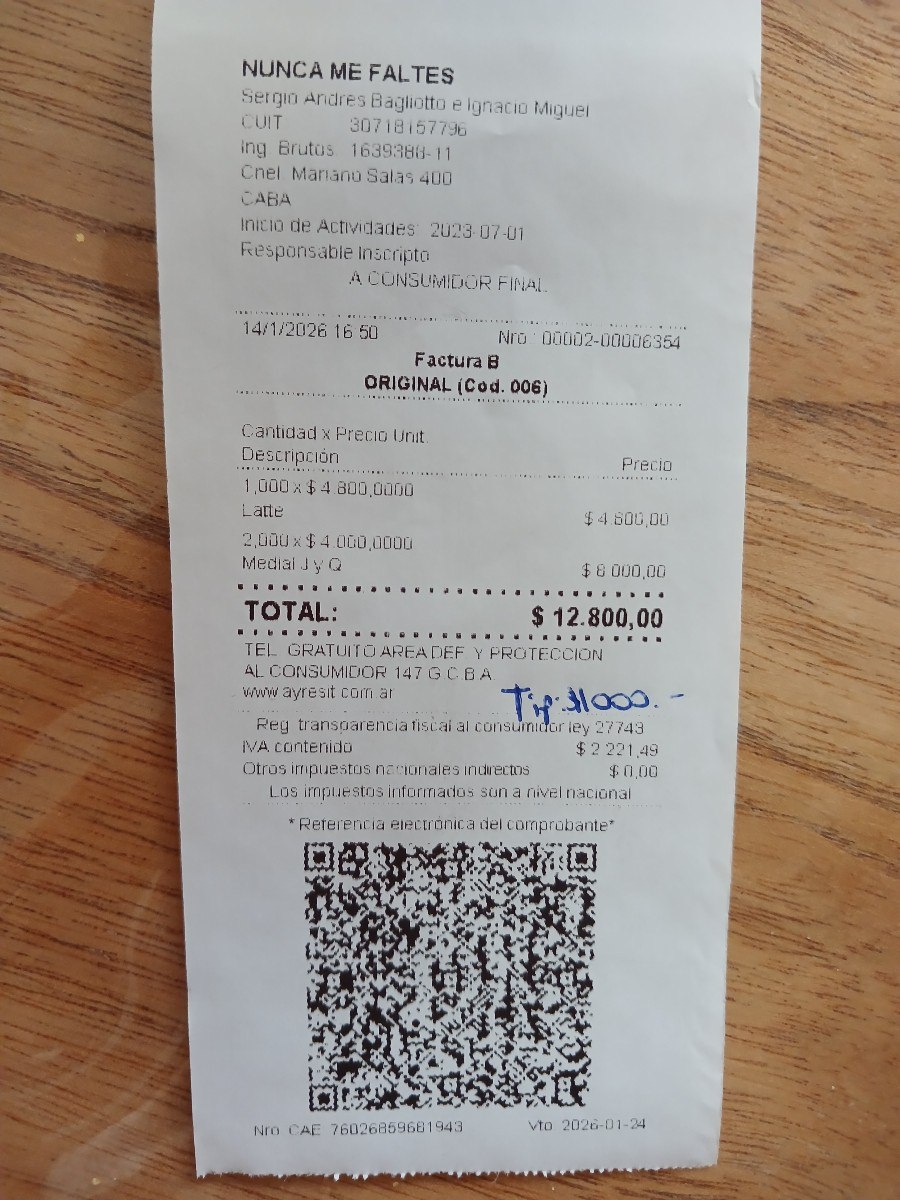 NUNCA ME FALTES
Sergio Andres Bagliotto e Ignacio Miguel
CUIT 30718157796
Ing. Brutos: 1639388-11
Cnel. Mariano Salas 400
CABA
Inicio de Actividades: 2023-07-01
Responsable Inscripto
A CONSUMIDOR FINAL
14/1/2026 16:50 Nro.: 00002-00006354
Factura B
ORIGINAL (Cod. 006)
Cantidad x Precio Unit.
Descripción Precio
1,000 x $ 4.800,0000
Latte $ 4.800,00
2,000 x $ 4.000,0000
Medial J y Q $ 8.000,00
TOTAL: $ 12.800,00
TEL. GRATUITO AREA DEF. Y PROTECCION
AL CONSUMIDOR 147 G.C.B.A.
www.ayresit.com.ar
Tip: $1000.-
Reg. transparencia fiscal al consumidor ley 27743
IVA contenido $ 2.221,49
Otros impuestos nacionales indirectos $ 0,00
Los impuestos informados son a nivel nacional
* Referencia electrónica del comprobante*
Nro. CAE: 76026859681943 Vto. 2026-01-24